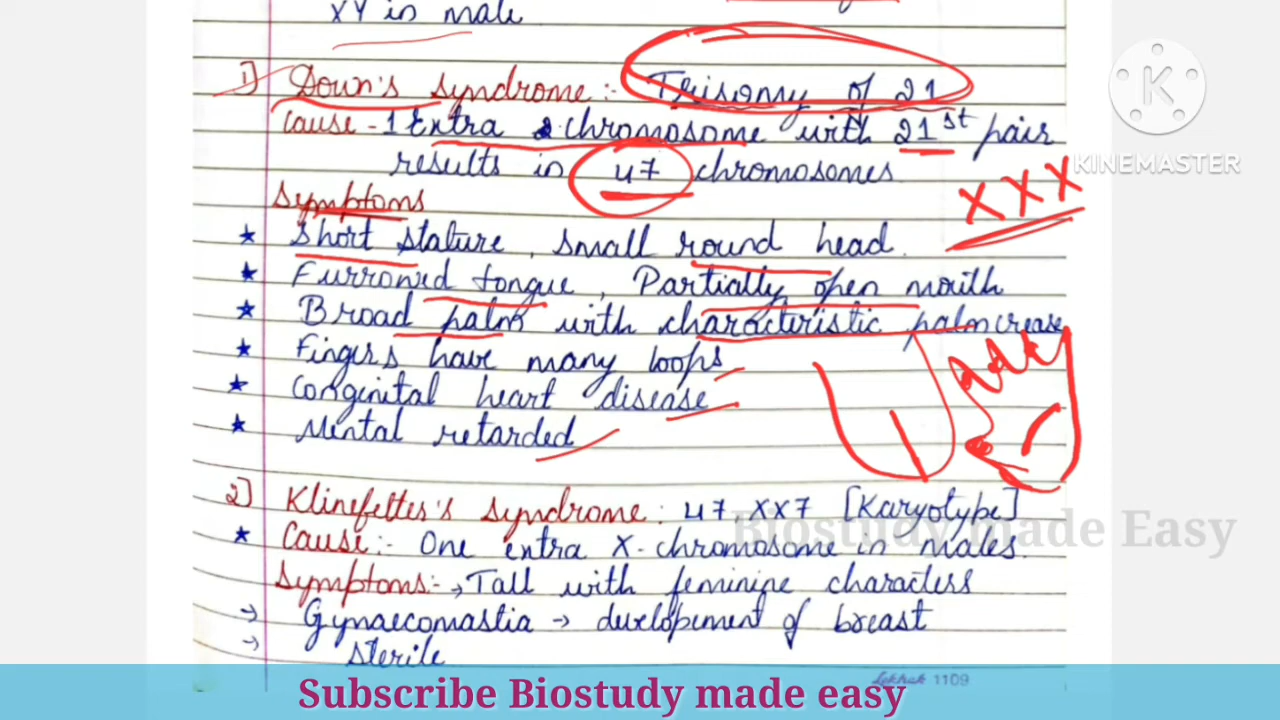 XY in male
1) Down's syndrome :- Trisomy of 21
Cause - 1 Extra chromosome with 21st pair
results in 47 chromosomes
XXX
Symptoms
★ Short stature, small round head.
★ Furrowed tongue, Partially open mouth
★ Broad palm with characteristic palm crease
★ Fingers have many loops
★ Congenital heart disease
★ Mental retarded
2] Klinefelter's syndrome : 47, XXY [Karyotype]
★ Cause :- One extra X-chromosome in males.
Symptoms :- → Tall with feminine characters
→ Gynaecomastia → developement of breast
→ Sterile
Lekhak 1109
K
KINEMASTER
Biostudy made Easy
Subscribe Biostudy made easy